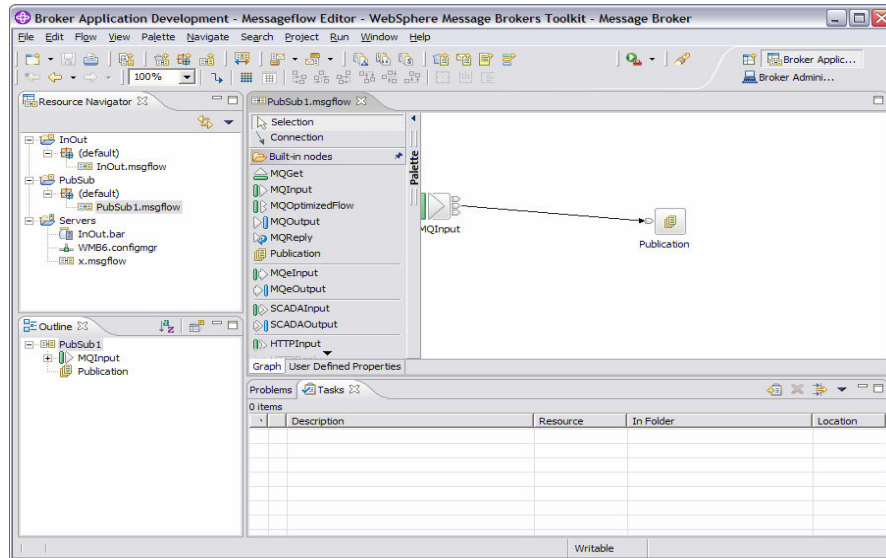 Broker Application Development - Messageflow Editor - WebSphere Message Brokers Toolkit - Message Broker
File Edit Flow View Palette Navigate Search Project Run Window Help
Broker Applic...
100%
Broker Admini...
Resource Navigator
InOut
(default)
InOut.msgflow
PubSub
(default)
PubSub1.msgflow
Servers
InOut.bar
WMB6.configmgr
x.msgflow
Outline
PubSub1
MQInput
Publication
PubSub1.msgflow
Selection
Connection
Built-in nodes
MQGet
MQInput
MQOptimizedFlow
MQOutput
MQReply
Publication
MQeInput
MQeOutput
SCADAInput
SCADAOutput
HTTPInput
Palette
MQInput
Publication
Graph User Defined Properties
Problems Tasks
0 items
! Description Resource In Folder Location
Writable